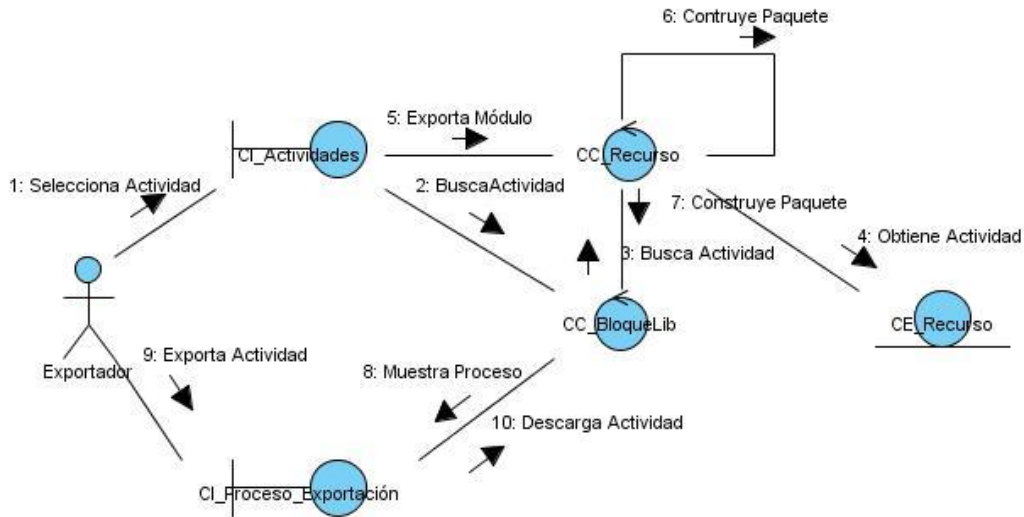 6: Contruye Paquete
5: Exporta Módulo
CI_Actividades
CC_Recurso
1: Selecciona Actividad
2: BuscaActividad
7: Construye Paquete
4: Obtiene Actividad
3: Busca Actividad
CC_BloqueLib
CE_Recurso
Exportador
9: Exporta Actividad
8: Muestra Proceso
10: Descarga Actividad
CI_Proceso_Exportación